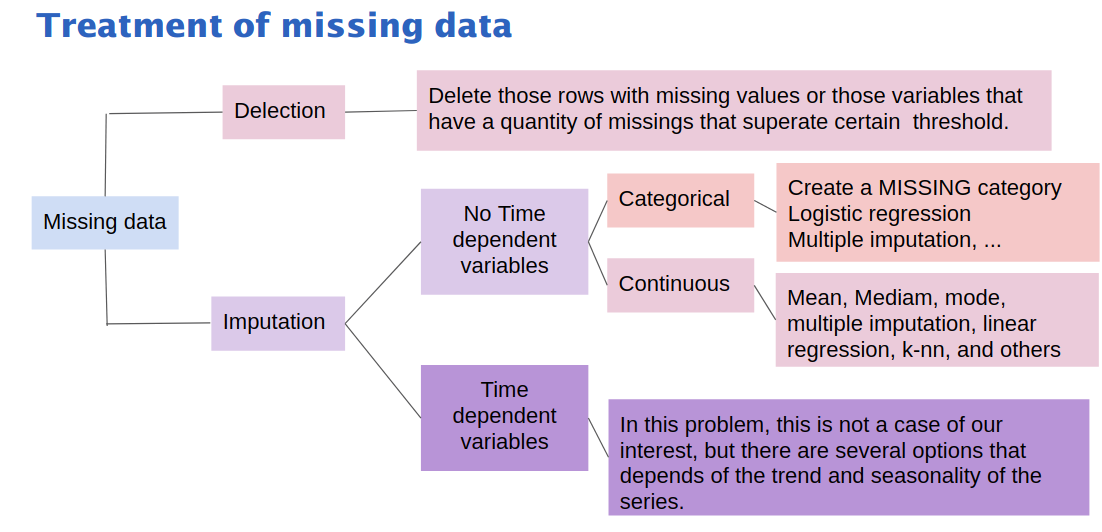 Treatment of missing data
Delection
Delete those rows with missing values or those variables that
have a quantity of missings that superate certain threshold.
Missing data
No Time
dependent
variables
Categorical
Create a MISSING category
Logistic regression
Multiple imputation, ...
Continuous
Mean, Mediam, mode,
multiple imputation, linear
regression, k-nn, and others
Imputation
Time
dependent
variables
In this problem, this is not a case of our
interest, but there are several options that
depends of the trend and seasonality of the
series.